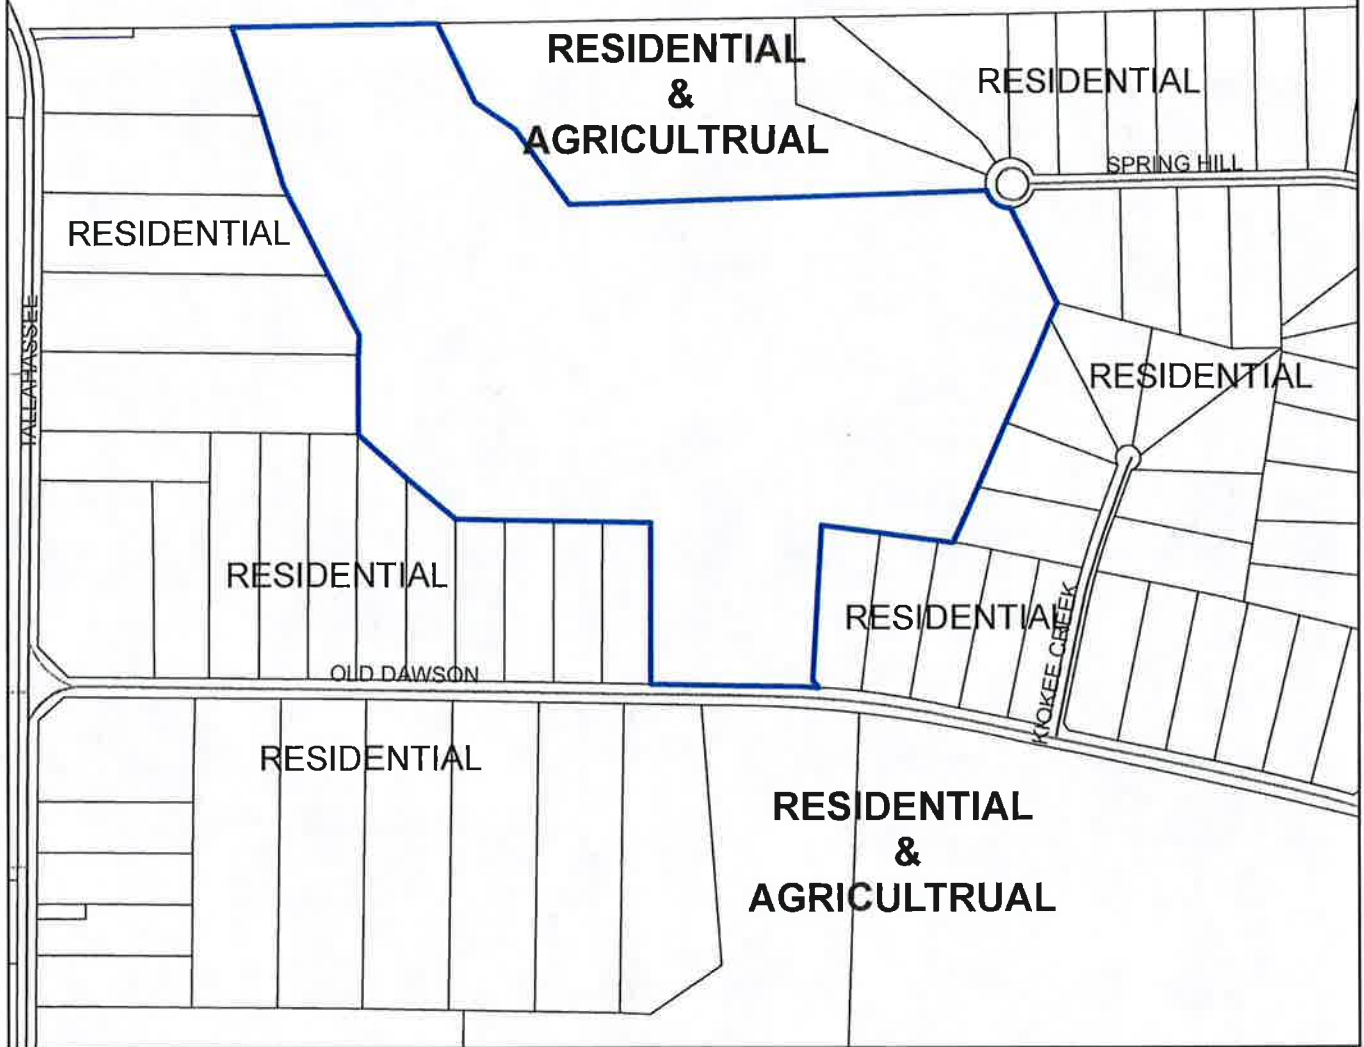 RESIDENTIAL
&
AGRICULTRUAL
RESIDENTIAL
SPRING HILL
RESIDENTIAL
TALLAHASSEE
RESIDENTIAL
RESIDENTIAL
RESIDENTIAL
KIOKEE CREEK
OLD DAWSON
RESIDENTIAL
RESIDENTIAL
&
AGRICULTRUAL